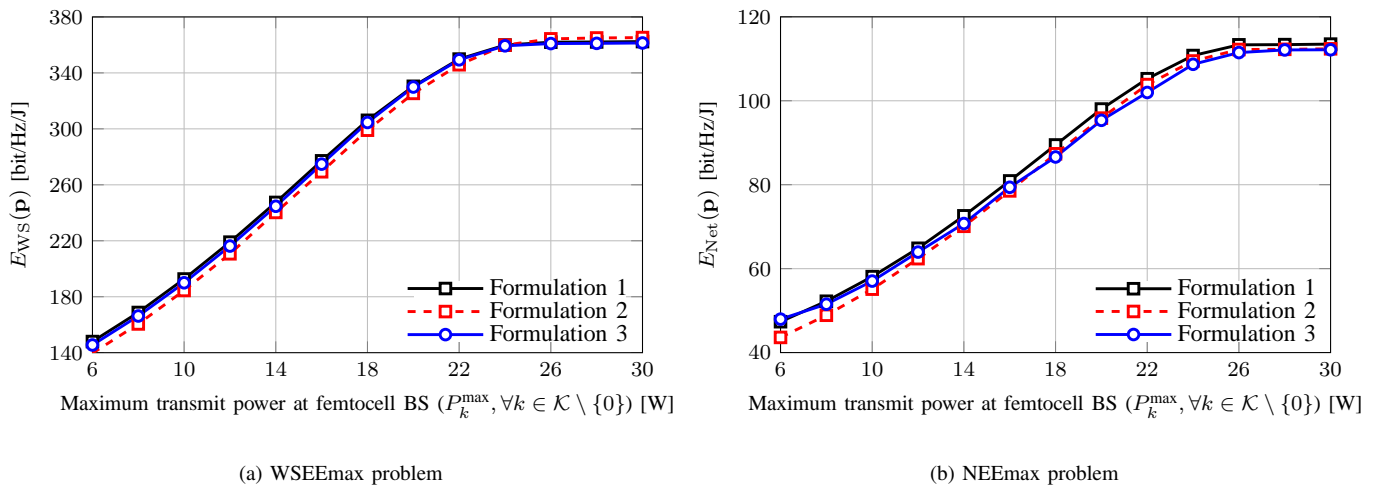 380
340
300
260
220
180
140
E_WS(p) [bit/Hz/J]
Formulation 1
Formulation 2
Formulation 3
6 10 14 18 22 26 30
Maximum transmit power at femtocell BS (P_k^max, ∀k ∈ K \ {0}) [W]
(a) WSEEmax problem
120
100
80
60
40
E_Net(p) [bit/Hz/J]
Formulation 1
Formulation 2
Formulation 3
6 10 14 18 22 26 30
Maximum transmit power at femtocell BS (P_k^max, ∀k ∈ K \ {0}) [W]
(b) NEEmax problem